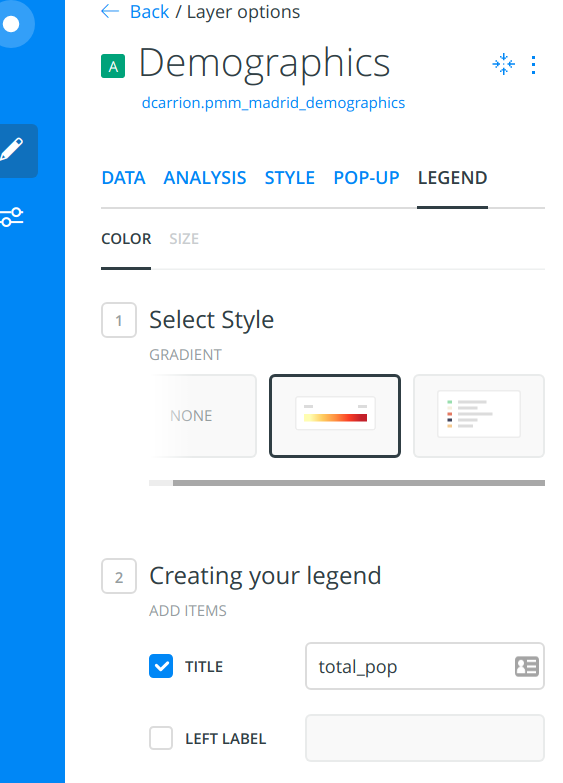 Back / Layer options
A Demographics
dcarrion.pmm_madrid_demographics
DATA ANALYSIS STYLE POP-UP LEGEND
COLOR SIZE
1 Select Style
GRADIENT
NONE
2 Creating your legend
ADD ITEMS
TITLE total_pop
LEFT LABEL